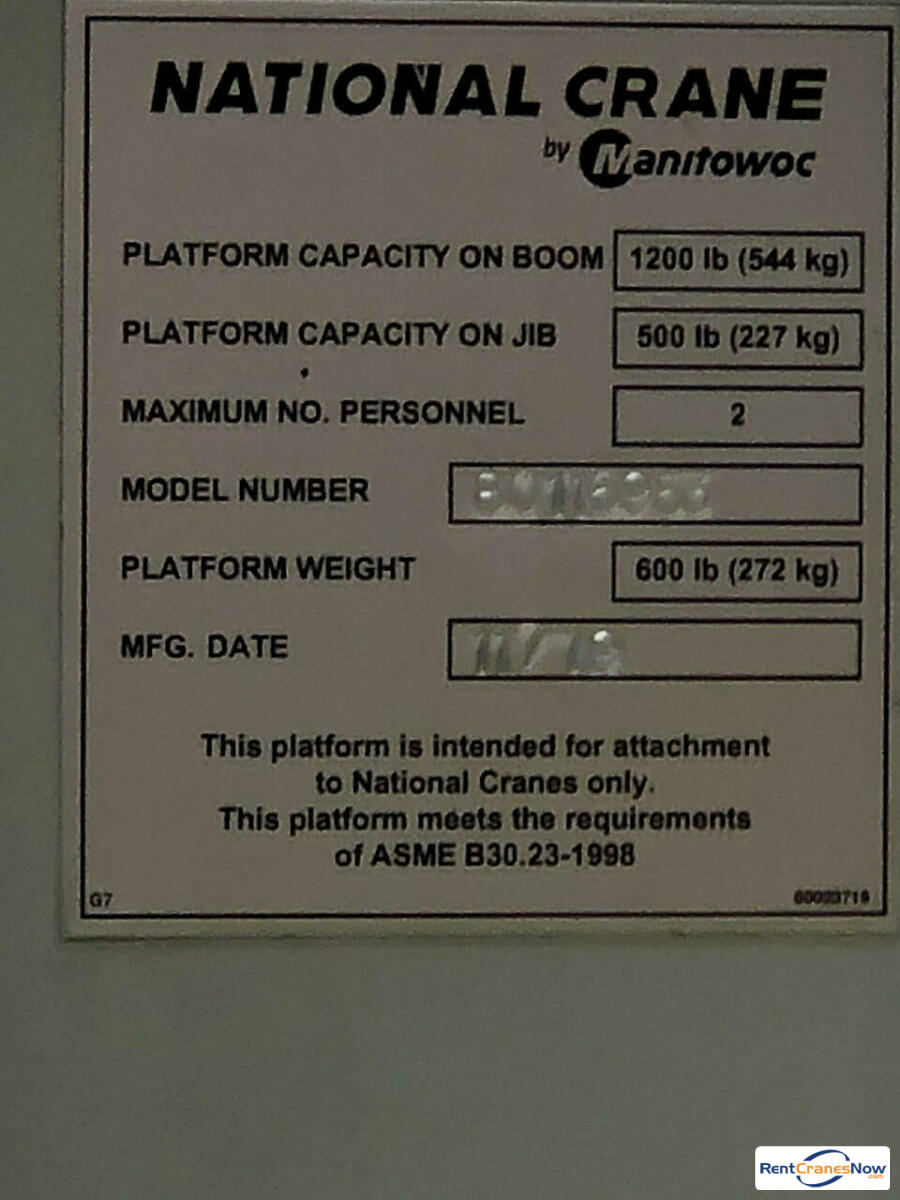 NATIONAL CRANE
by Manitowoc
PLATFORM CAPACITY ON BOOM 1200 lb (544 kg)
PLATFORM CAPACITY ON JIB 500 lb (227 kg)
MAXIMUM NO. PERSONNEL 2
MODEL NUMBER
PLATFORM WEIGHT 600 lb (272 kg)
MFG. DATE 11/13
This platform is intended for attachment
to National Cranes only.
This platform meets the requirements
of ASME B30.23-1998
G7
RentCranesNow.com